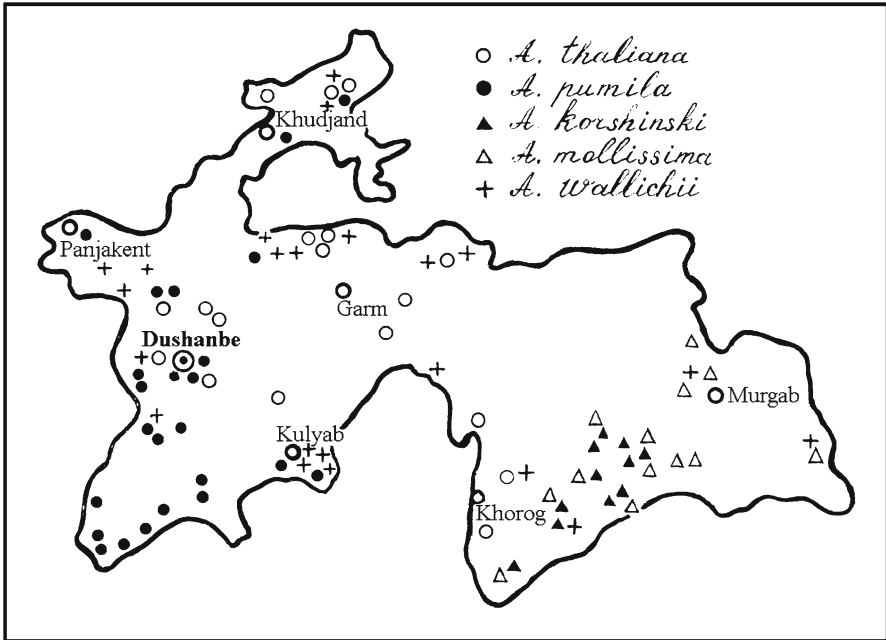 A. thaliana
A. pumila
A. korshinski
A. mollissima
A. wallichii
Khudjand
Panjakent
Garm
Dushanbe
Murgab
Kulyab
Khorog